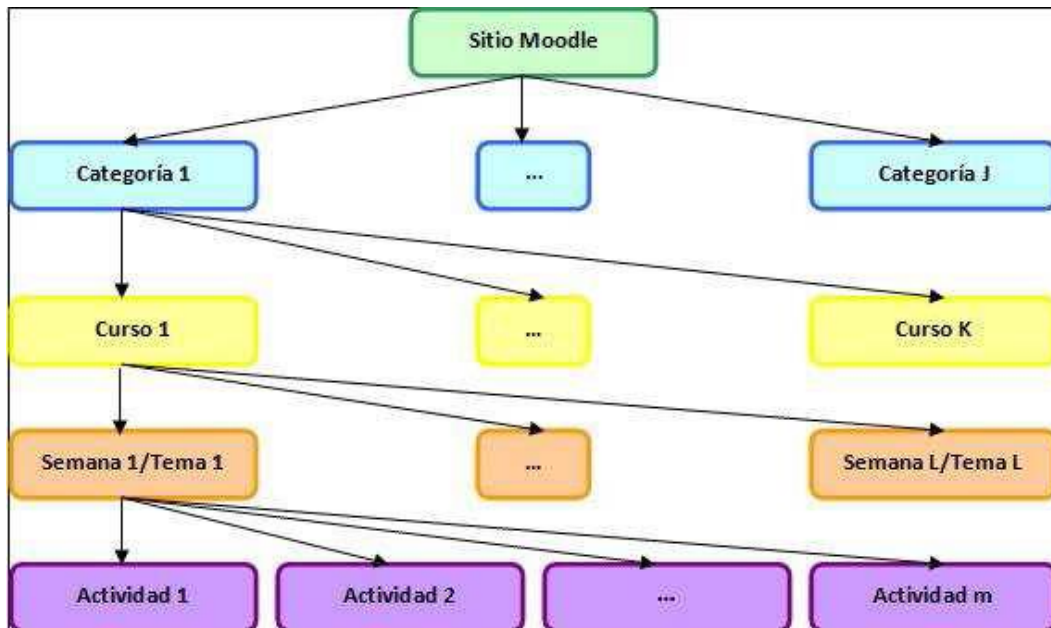 Sitio Moodle
Categoría 1
...
Categoría J
Curso 1
...
Curso K
Semana 1/Tema 1
...
Semana L/Tema L
Actividad 1
Actividad 2
...
Actividad m